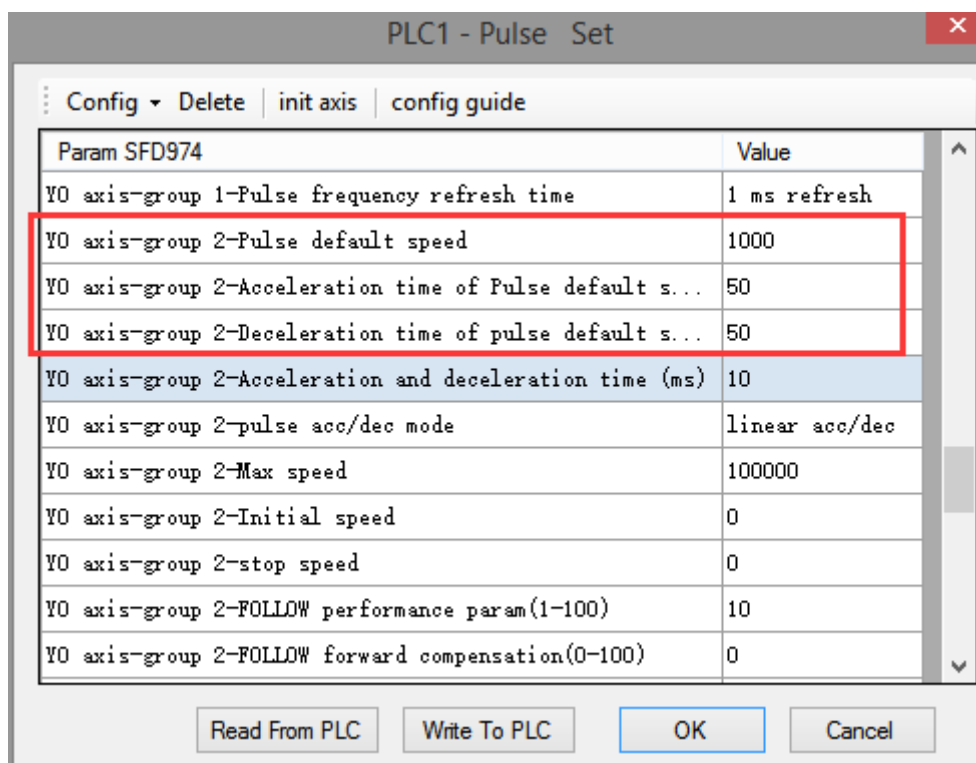 PLC1 - Pulse Set
Config Delete init axis config guide
Param SFD974 Value
Y0 axis-group 1-Pulse frequency refresh time 1 ms refresh
Y0 axis-group 2-Pulse default speed 1000
Y0 axis-group 2-Acceleration time of Pulse default s... 50
Y0 axis-group 2-Deceleration time of pulse default s... 50
Y0 axis-group 2-Acceleration and deceleration time (ms) 10
Y0 axis-group 2-pulse acc/dec mode linear acc/dec
Y0 axis-group 2-Max speed 100000
Y0 axis-group 2-Initial speed 0
Y0 axis-group 2-stop speed 0
Y0 axis-group 2-FOLLOW performance param(1-100) 10
Y0 axis-group 2-FOLLOW forward compensation(0-100) 0
Read From PLC Write To PLC OK Cancel